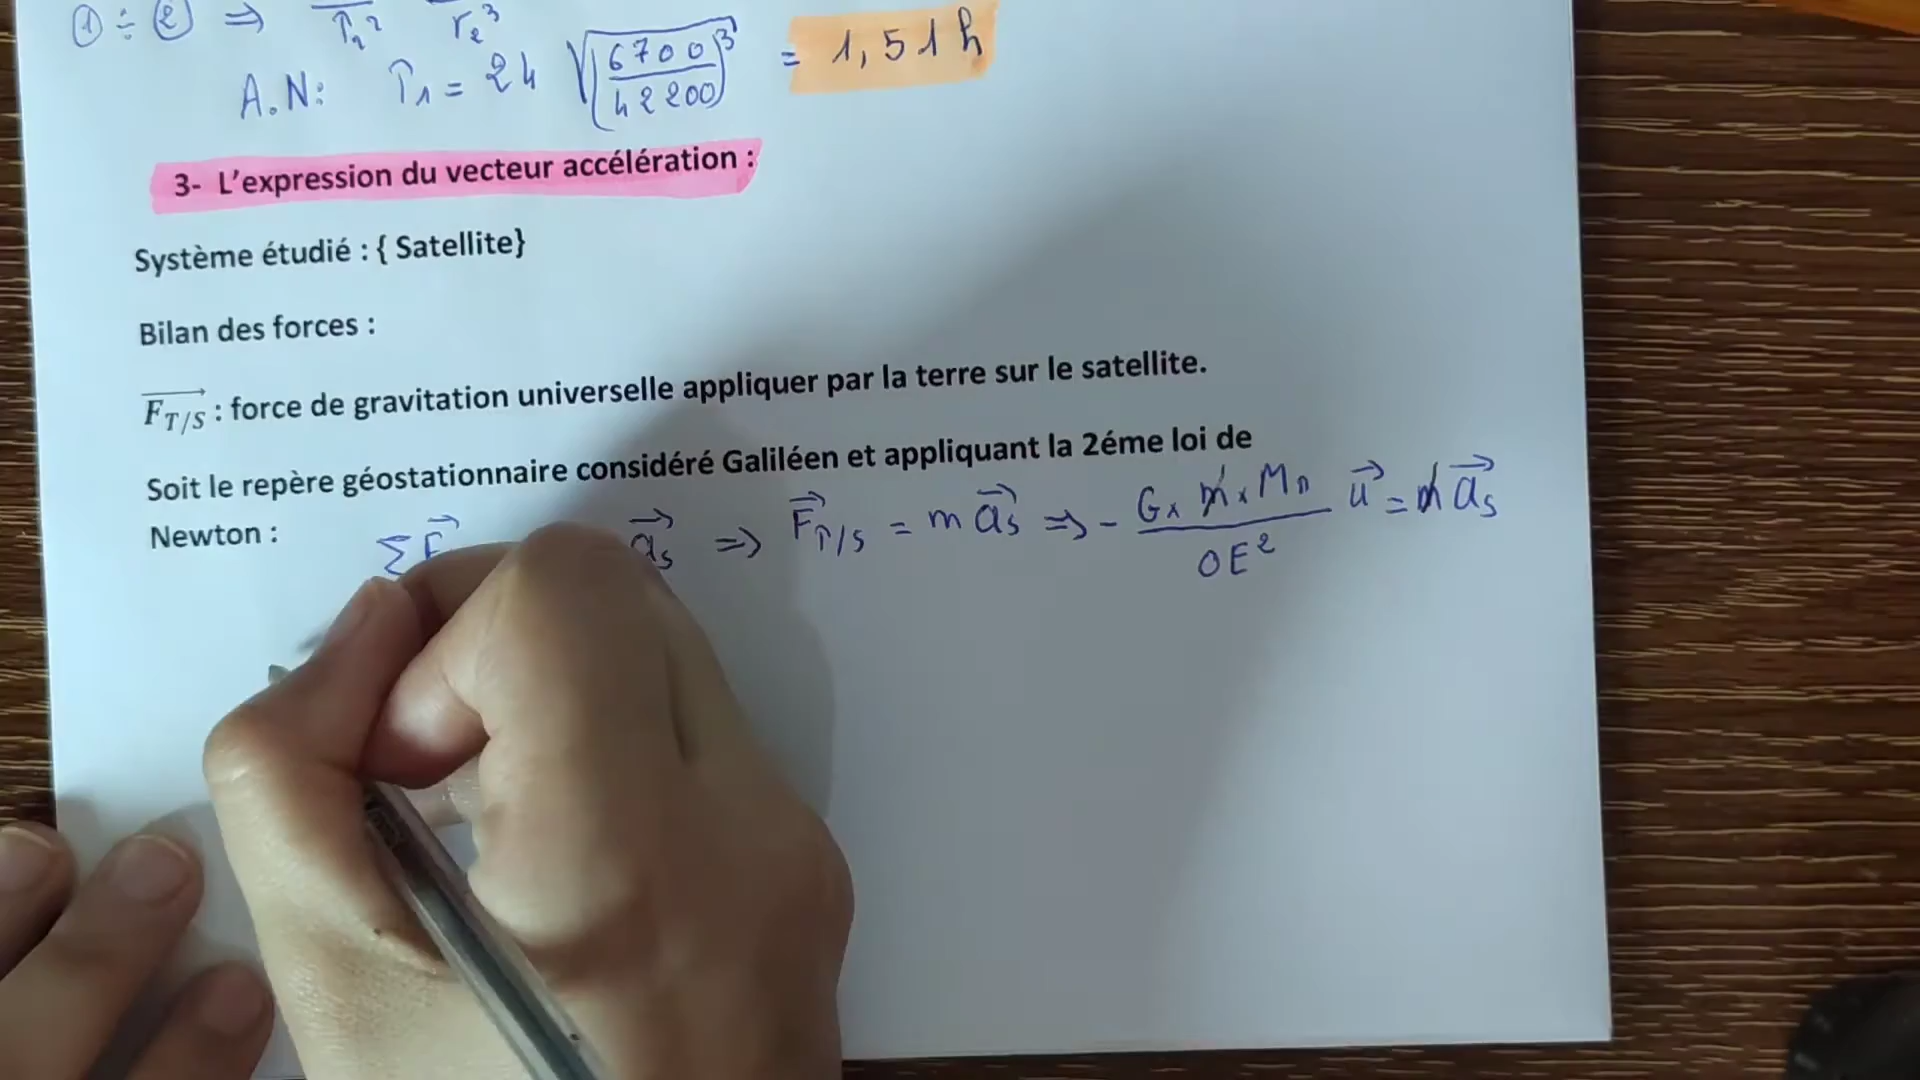 ① ÷ ② ⇒ T₂² r₂³
A.N: T₁ = 24 √(6700/42200)³ = 1,51 h
3- L'expression du vecteur accélération :
Système étudié : { Satellite}
Bilan des forces :
F⃗T/S : force de gravitation universelle appliquer par la terre sur le satellite.
Soit le repère géostationnaire considéré Galiléen et appliquant la 2éme loi de
Newton : ΣF⃗ a⃗s ⇒ F⃗T/S = m a⃗s ⇒ - G x m x M / OE² u⃗ = m a⃗s